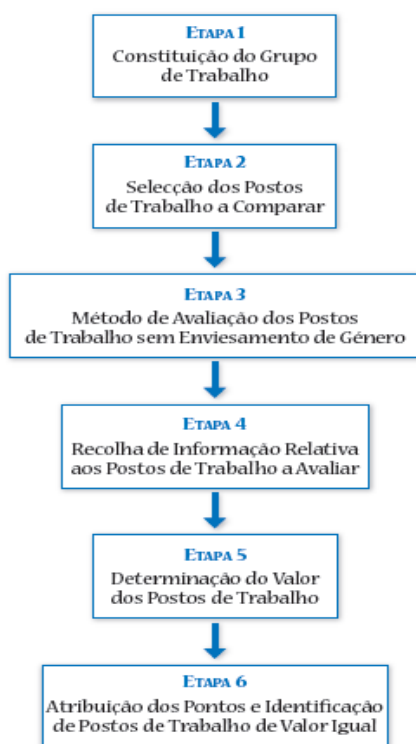 ETAPA 1
Constituição do Grupo
de Trabalho
ETAPA 2
Selecção dos Postos
de Trabalho a Comparar
ETAPA 3
Método de Avaliação dos Postos
de Trabalho sem Enviesamento de Género
ETAPA 4
Recolha de Informação Relativa
aos Postos de Trabalho a Avaliar
ETAPA 5
Determinação do Valor
dos Postos de Trabalho
ETAPA 6
Atribuição dos Pontos e Identificação
de Postos de Trabalho de Valor Igual